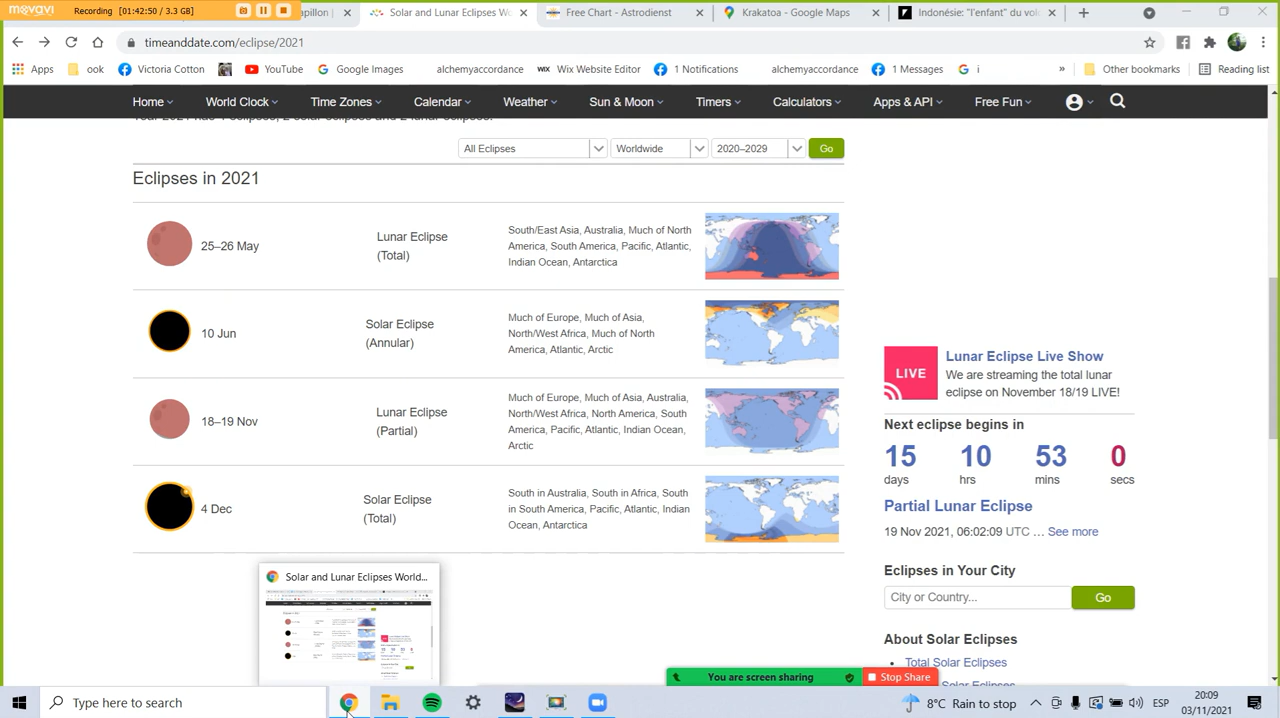 movavi
Recording 01:42:50 / 3.3 GB
apillon |
Solar and Lunar Eclipses W
Free Chart - Astrodienst
Krakatoa - Google Maps
Indonésie: "l'enfant" du vol
timeanddate.com/eclipse/2021
Apps
ook
Victoria Cotton
YouTube
Google Images
alchemyaccordance
WIX Wix Website Editor
1 Notifications
alchemyaccordance
1 Messages
i
»
Other bookmarks
Reading list
Home
World Clock
Time Zones
Calendar
Weather
Sun & Moon
Timers
Calculators
Apps & API
Free Fun
All Eclipses
Worldwide
2020–2029
Go
Eclipses in 2021
25–26 May
Lunar Eclipse
(Total)
South/East Asia, Australia, Much of North
America, South America, Pacific, Atlantic,
Indian Ocean, Antarctica
10 Jun
Solar Eclipse
(Annular)
Much of Europe, Much of Asia,
North/West Africa, Much of North
America, Atlantic, Arctic
18–19 Nov
Lunar Eclipse
(Partial)
Much of Europe, Much of Asia, Australia,
North/West Africa, North America, South
America, Pacific, Atlantic, Indian Ocean,
Arctic
4 Dec
Solar Eclipse
(Total)
South in Australia, South in Africa, South
in South America, Pacific, Atlantic, Indian
Ocean, Antarctica
LIVE
Lunar Eclipse Live Show
We are streaming the total lunar
eclipse on November 18/19 LIVE!
Next eclipse begins in
15 10 53 0
days hrs mins secs
Partial Lunar Eclipse
19 Nov 2021, 06:02:09 UTC … See more
Eclipses in Your City
City or Country...
Go
About Solar Eclipses
Total Solar Eclipses
Solar and Lunar Eclipses World...
You are screen sharing
Stop Share
Type here to search
8°C Rain to stop
ESP
20:09
03/11/2021